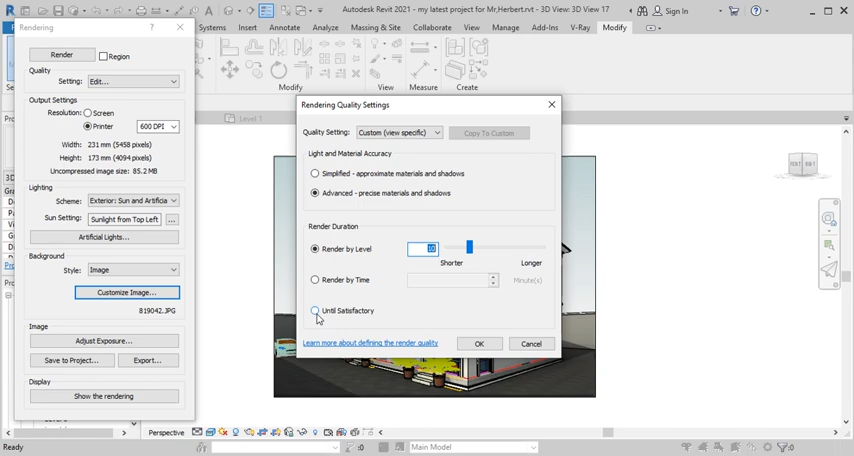 Autodesk Revit 2021 - my latest project for Mr,Herbert.rvt - 3D View: 3D View 17
Sign In
Systems Insert Annotate Analyze Massing & Site Collaborate View Manage Add-Ins V-Ray Modify
Modify View Measure Create
Level 1
Rendering
Render Region
Quality
Setting: Edit...
Output Settings
Resolution: Screen
Printer 600 DPI
Width: 231 mm (5458 pixels)
Height: 173 mm (4094 pixels)
Uncompressed image size: 85.2 MB
Lighting
Scheme: Exterior: Sun and Artificia
Sun Setting: Sunlight from Top Left ...
Artificial Lights...
Background
Style: Image
Customize Image...
819042.JPG
Image
Adjust Exposure...
Save to Project... Export...
Display
Show the rendering
Rendering Quality Settings
Quality Setting: Custom (view specific) Copy To Custom
Light and Material Accuracy
Simplified - approximate materials and shadows
Advanced - precise materials and shadows
Render Duration
Render by Level 10
Shorter Longer
Render by Time Minute(s)
Until Satisfactory
Learn more about defining the render quality OK Cancel
Perspective
Ready :0 Main Model :0